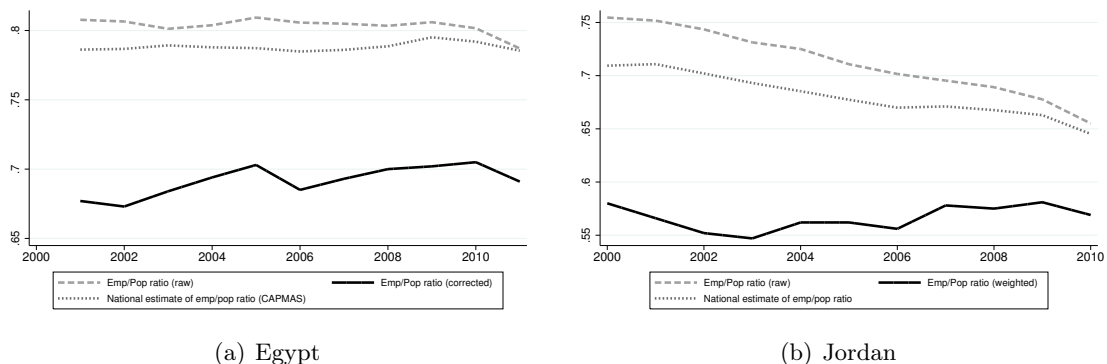 .8
.75
.7
.65
2000 2002 2004 2006 2008 2010
Emp/Pop ratio (raw) Emp/Pop ratio (corrected)
National estimate of emp/pop ratio (CAPMAS)
(a) Egypt
.75
.7
.65
.6
.55
2000 2002 2004 2006 2008 2010
Emp/Pop ratio (raw) Emp/Pop ratio (weighted)
National estimate of emp/pop ratio
(b) Jordan